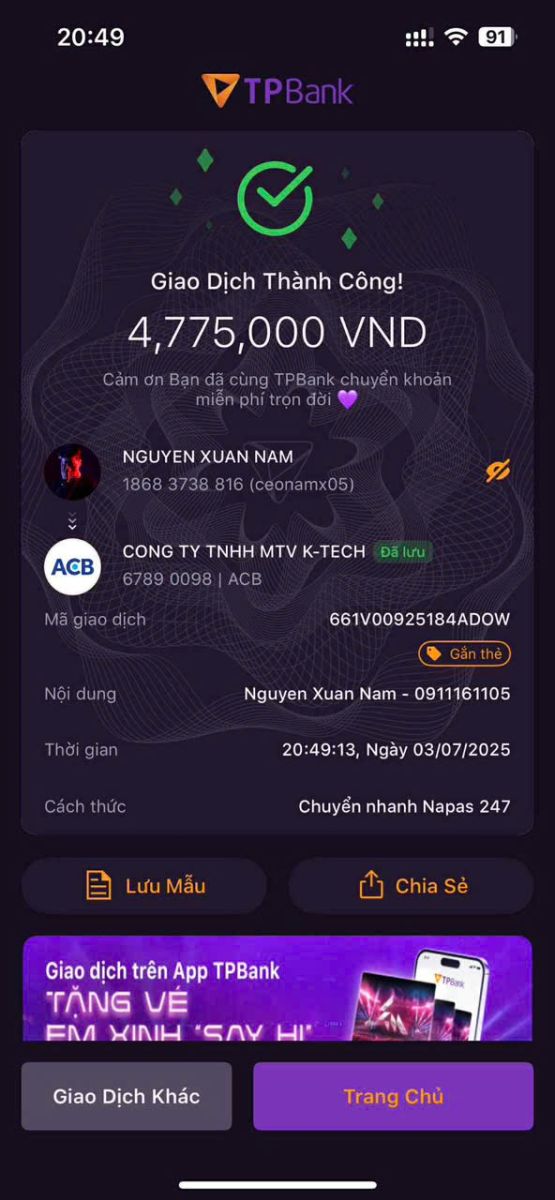 20:49
91
TPBank
Giao Dịch Thành Công!
4,775,000 VND
Cảm ơn Bạn đã cùng TPBank chuyển khoản
miễn phí trọn đời
NGUYEN XUAN NAM
1868 3738 816 (ceonamx05)
ACB
CONG TY TNHH MTV K-TECH Đã lưu
6789 0098 | ACB
Mã giao dịch 661V00925184ADOW
Gắn thẻ
Nội dung Nguyen Xuan Nam - 0911161105
Thời gian 20:49:13, Ngày 03/07/2025
Cách thức Chuyển nhanh Napas 247
Lưu Mẫu Chia Sẻ
Giao dịch trên App TPBank
TẶNG VÉ
EM XINH "SAY HI"
TPBank
Giao Dịch Khác Trang Chủ